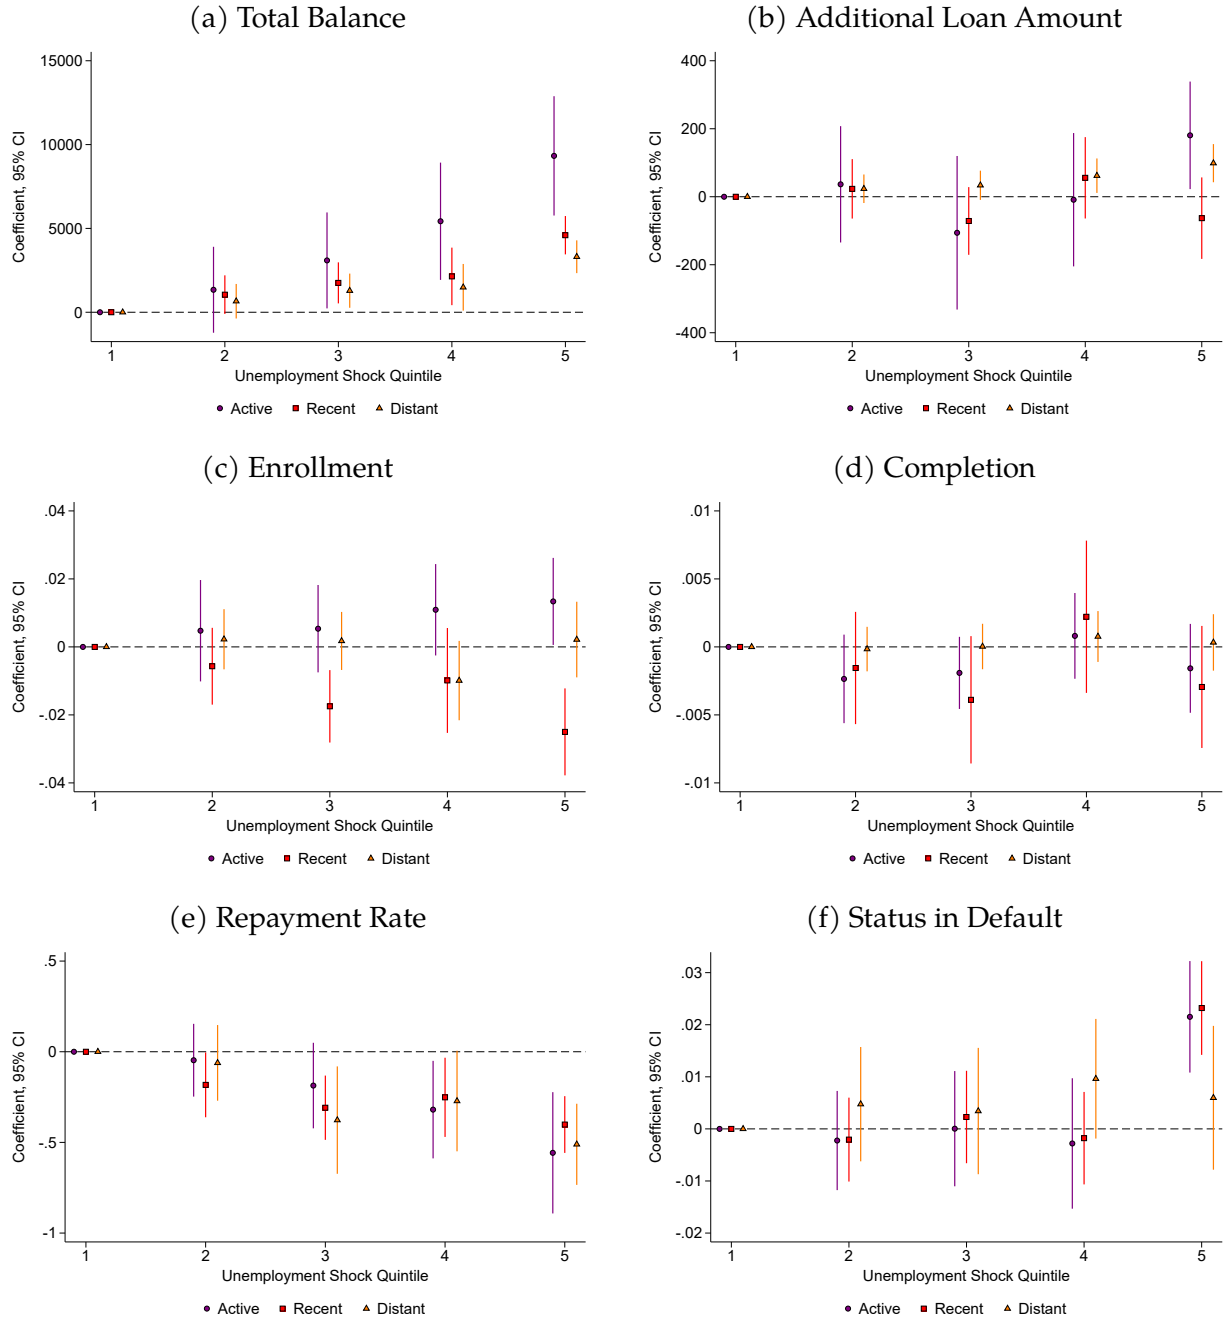 (a) Total Balance
Coefficient, 95% CI
15000
10000
5000
0
1 2 3 4 5
Unemployment Shock Quintile
Active Recent Distant
(b) Additional Loan Amount
Coefficient, 95% CI
400
200
0
-200
-400
1 2 3 4 5
Unemployment Shock Quintile
Active Recent Distant
(c) Enrollment
Coefficient, 95% CI
.04
.02
0
-.02
-.04
1 2 3 4 5
Unemployment Shock Quintile
Active Recent Distant
(d) Completion
Coefficient, 95% CI
.01
.005
0
-.005
-.01
1 2 3 4 5
Unemployment Shock Quintile
Active Recent Distant
(e) Repayment Rate
Coefficient, 95% CI
.5
0
-.5
-1
1 2 3 4 5
Unemployment Shock Quintile
Active Recent Distant
(f) Status in Default
Coefficient, 95% CI
.03
.02
.01
0
-.01
-.02
1 2 3 4 5
Unemployment Shock Quintile
Active Recent Distant